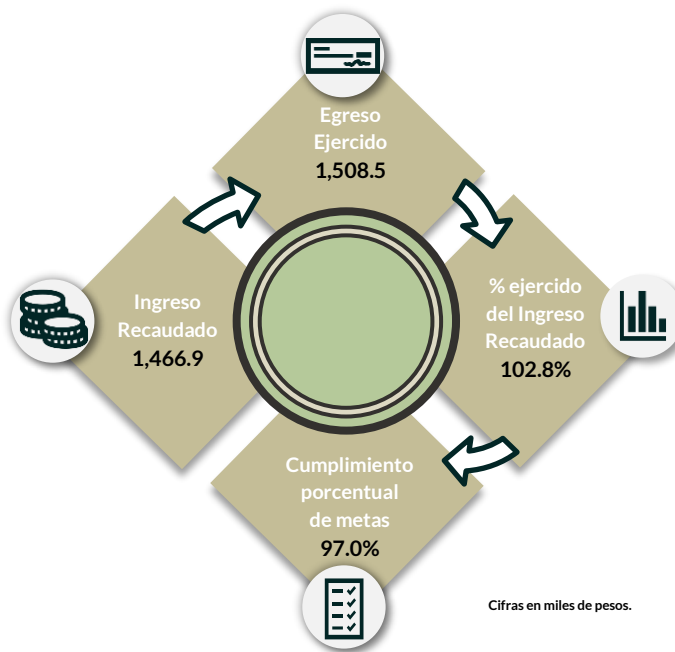 Egreso
Ejercido
1,508.5
Ingreso
Recaudado
1,466.9
% ejercido
del Ingreso
Recaudado
102.8%
Cumplimiento
porcentual
de metas
97.0%
Cifras en miles de pesos.